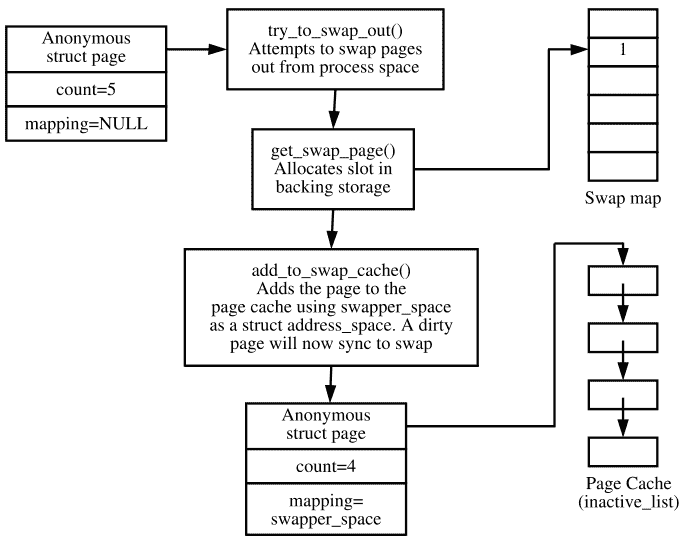 Anonymous
struct page
count=5
mapping=NULL
try_to_swap_out()
Attempts to swap pages
out from process space
1
Swap map
get_swap_page()
Allocates slot in
backing storage
add_to_swap_cache()
Adds the page to the
page cache using swapper_space
as a struct address_space. A dirty
page will now sync to swap
Anonymous
struct page
count=4
mapping=
swapper_space
Page Cache
(inactive_list)